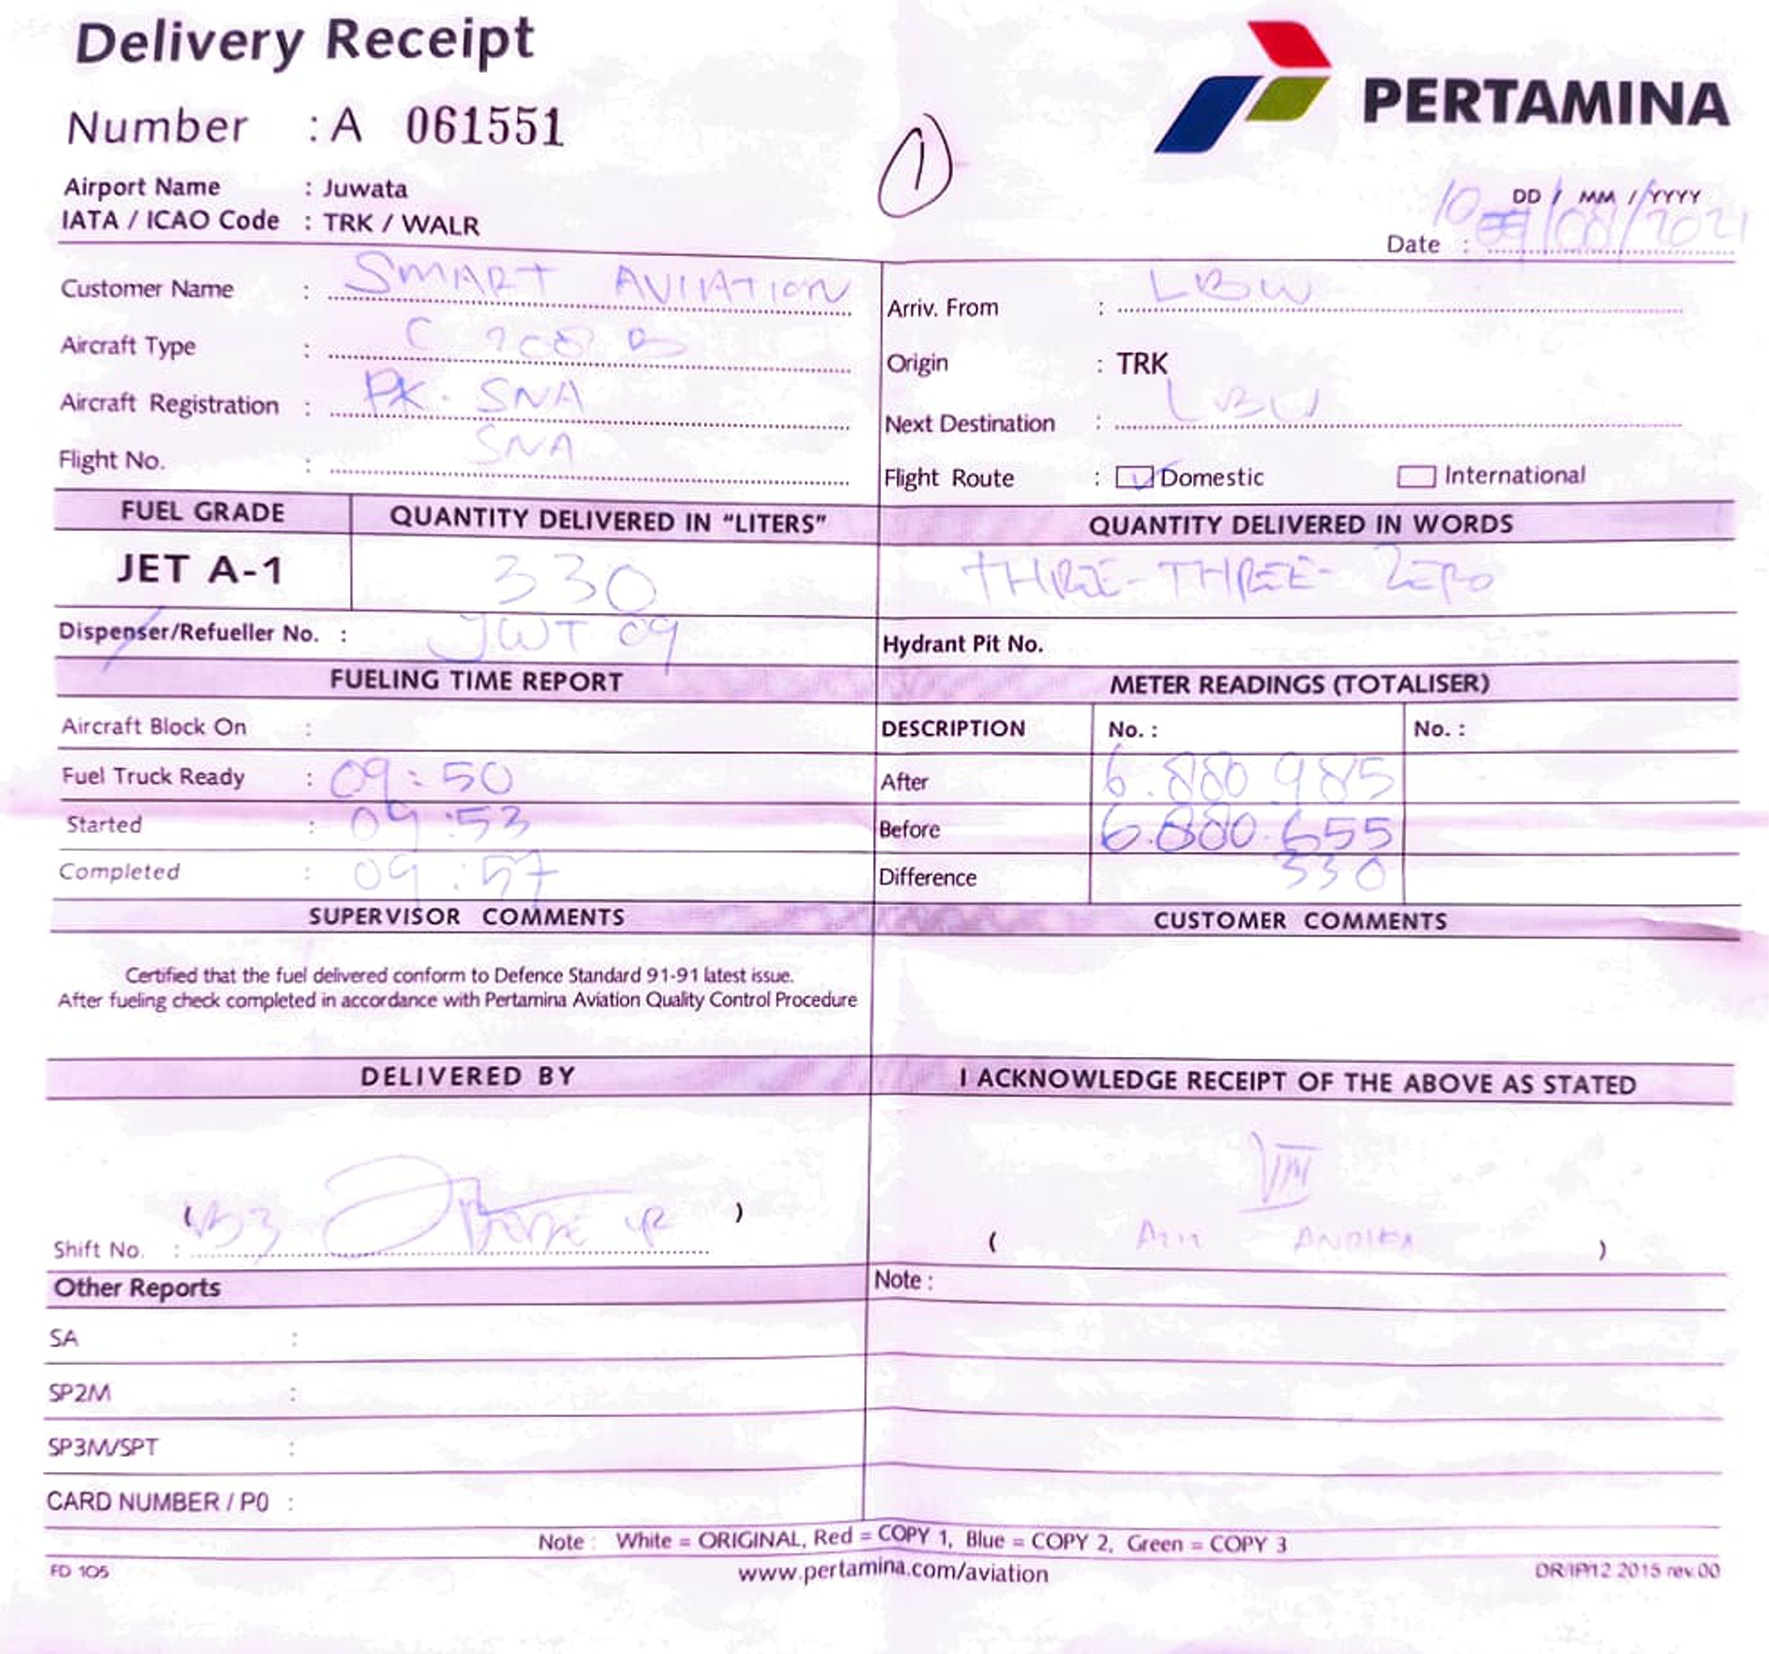 Delivery Receipt
PERTAMINA
Number : A 061551
1
Airport Name : Juwata
IATA / ICAO Code : TRK / WALR
DD / MM / YYYY
Date : 10 /08/2021
Customer Name : SMART AVIATION
Arriv. From : LBW
Aircraft Type : C 208 B
Origin : TRK
Aircraft Registration : PK. SNA
Next Destination : LBW
Flight No. : SNA
Flight Route : Domestic International
FUEL GRADE QUANTITY DELIVERED IN "LITERS" QUANTITY DELIVERED IN WORDS
JET A-1 330 THREE-THREE-ZERO
Dispenser/Refueller No. : JWT 09 Hydrant Pit No.
FUELING TIME REPORT METER READINGS (TOTALISER)
Aircraft Block On : DESCRIPTION No. : No. :
Fuel Truck Ready : 09:50 After 6.880.985
Started : 09:53 Before 6.880.655
Completed : 09:57 Difference 330
SUPERVISOR COMMENTS CUSTOMER COMMENTS
Certified that the fuel delivered conform to Defence Standard 91-91 latest issue.
After fueling check completed in accordance with Pertamina Aviation Quality Control Procedure
DELIVERED BY I ACKNOWLEDGE RECEIPT OF THE ABOVE AS STATED
( )
Shift No. :
( ANDIKA )
Other Reports Note :
SA :
SP2M :
SP3M/SPT :
CARD NUMBER / PO :
Note : White = ORIGINAL, Red = COPY 1, Blue = COPY 2, Green = COPY 3
FD 105 www.pertamina.com/aviation DR/IP/12 2015 rev.00